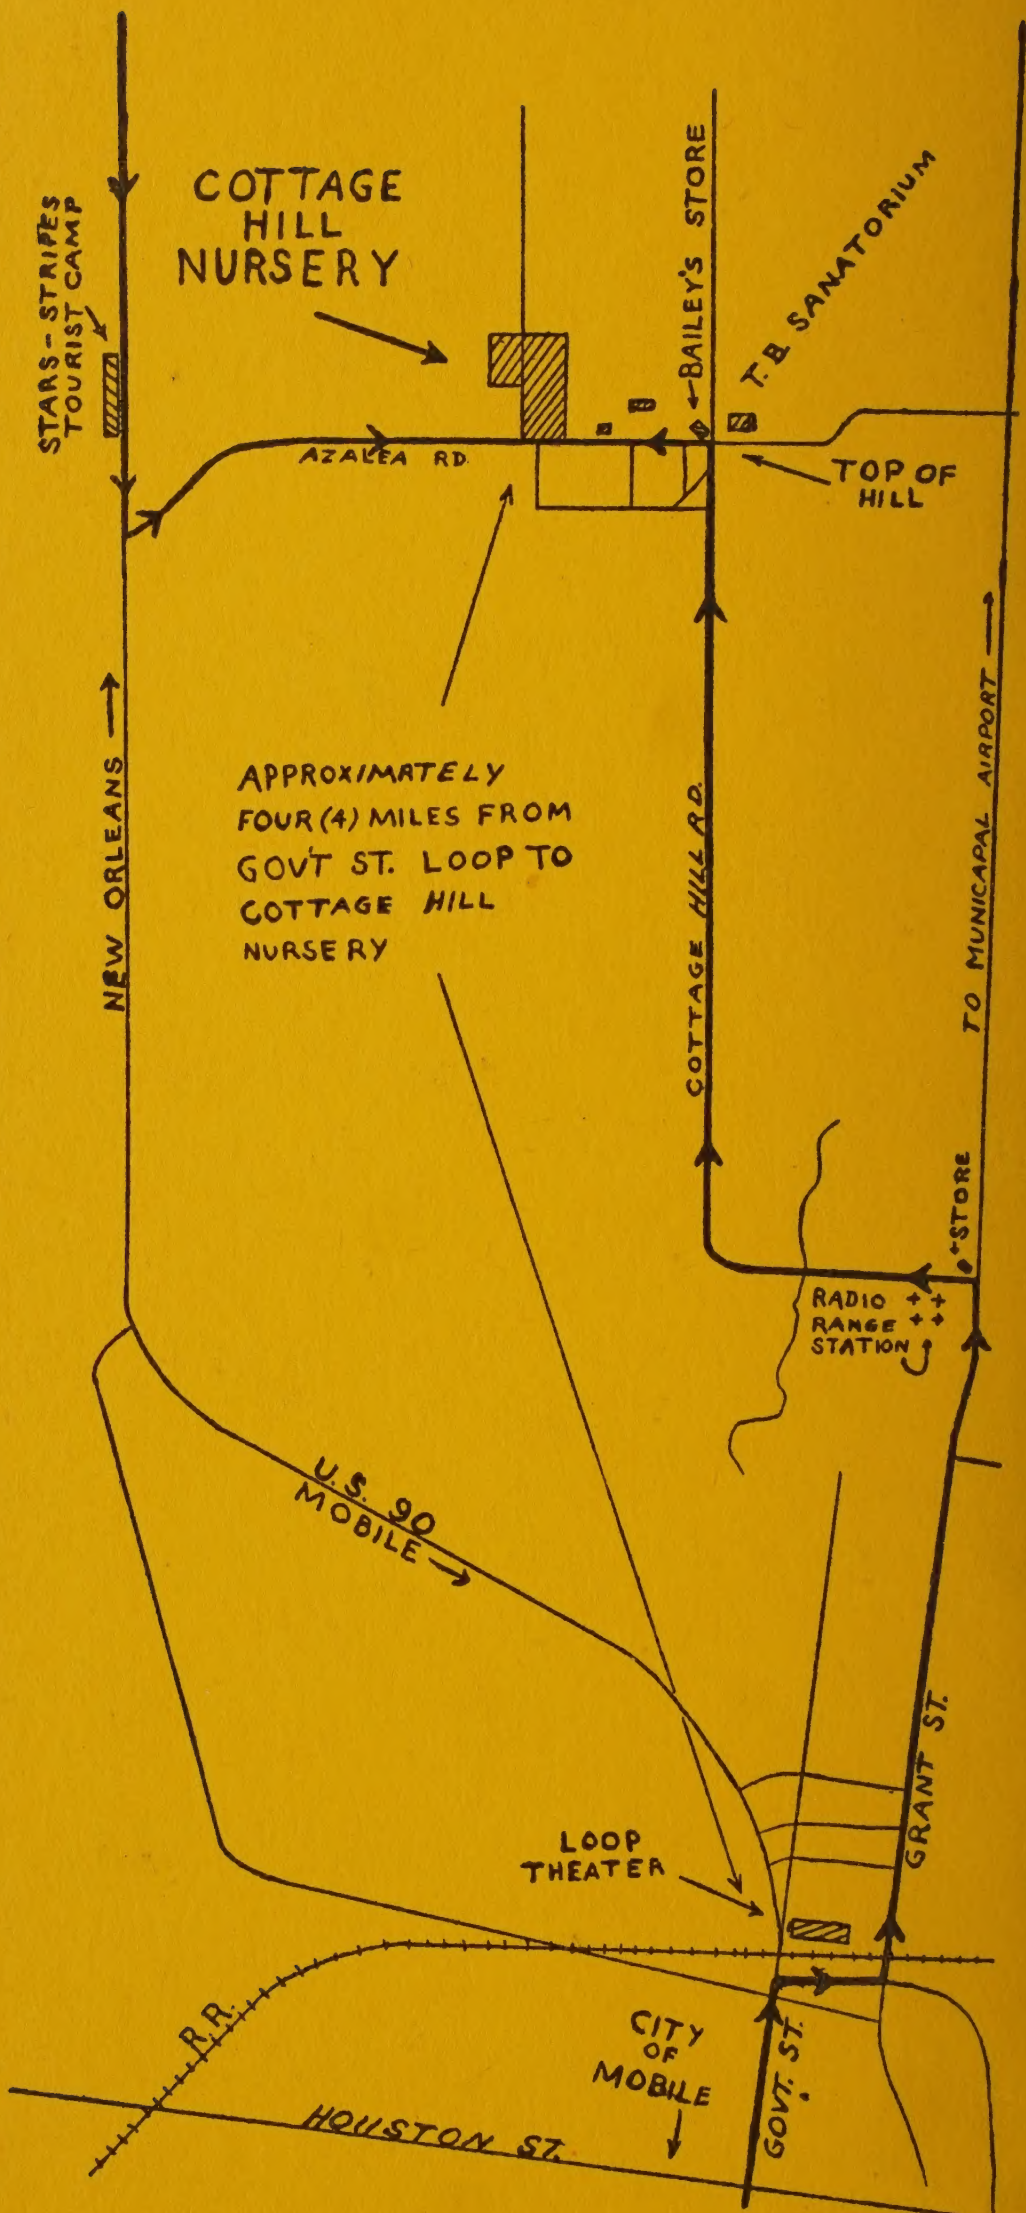 COTTAGE
HILL
NURSERY
STARS-STRIPES
TOURIST CAMP
←BAILEY'S STORE
T.B. SANATORIUM
AZALEA RD.
TOP OF
HILL
NEW ORLEANS →
APPROXIMATELY
FOUR (4) MILES FROM
GOV'T ST. LOOP TO
COTTAGE HILL
NURSERY
COTTAGE HILL RD.
TO MUNICAPAL AIRPORT →
STORE
RADIO
RANGE
STATION
U.S. 90
MOBILE →
GRANT ST.
LOOP
THEATER
R.R.
CITY
OF
MOBILE
GOVT. ST.
HOUSTON ST.